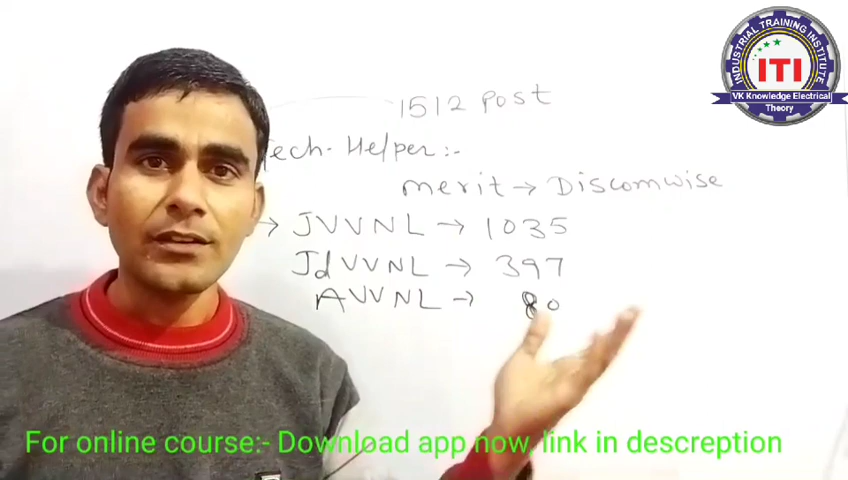 INDUSTRIAL TRAINING INSTITUTE
ITI
VK Knowledge Electrical
Theory
1512 Post
Tech-Helper:-
merit → Discomwise
→ JVVNL → 1035
JdVVNL → 397
AVVNL → 80
For online course:- Download app now, link in descreption